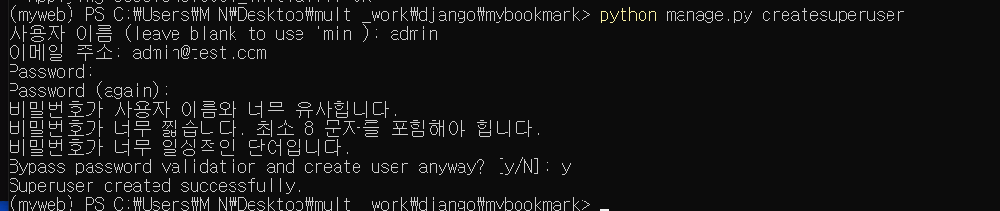 (myweb) PS C:\Users\MIN\Desktop\multi_work\django\mybookmark> python manage.py createsuperuser
사용자 이름 (leave blank to use 'min'): admin
이메일 주소: admin@test.com
Password:
Password (again):
비밀번호가 사용자 이름와 너무 유사합니다.
비밀번호가 너무 짧습니다. 최소 8 문자를 포함해야 합니다.
비밀번호가 너무 일상적인 단어입니다.
Bypass password validation and create user anyway? [y/N]: y
Superuser created successfully.
(myweb) PS C:\Users\MIN\Desktop\multi_work\django\mybookmark>